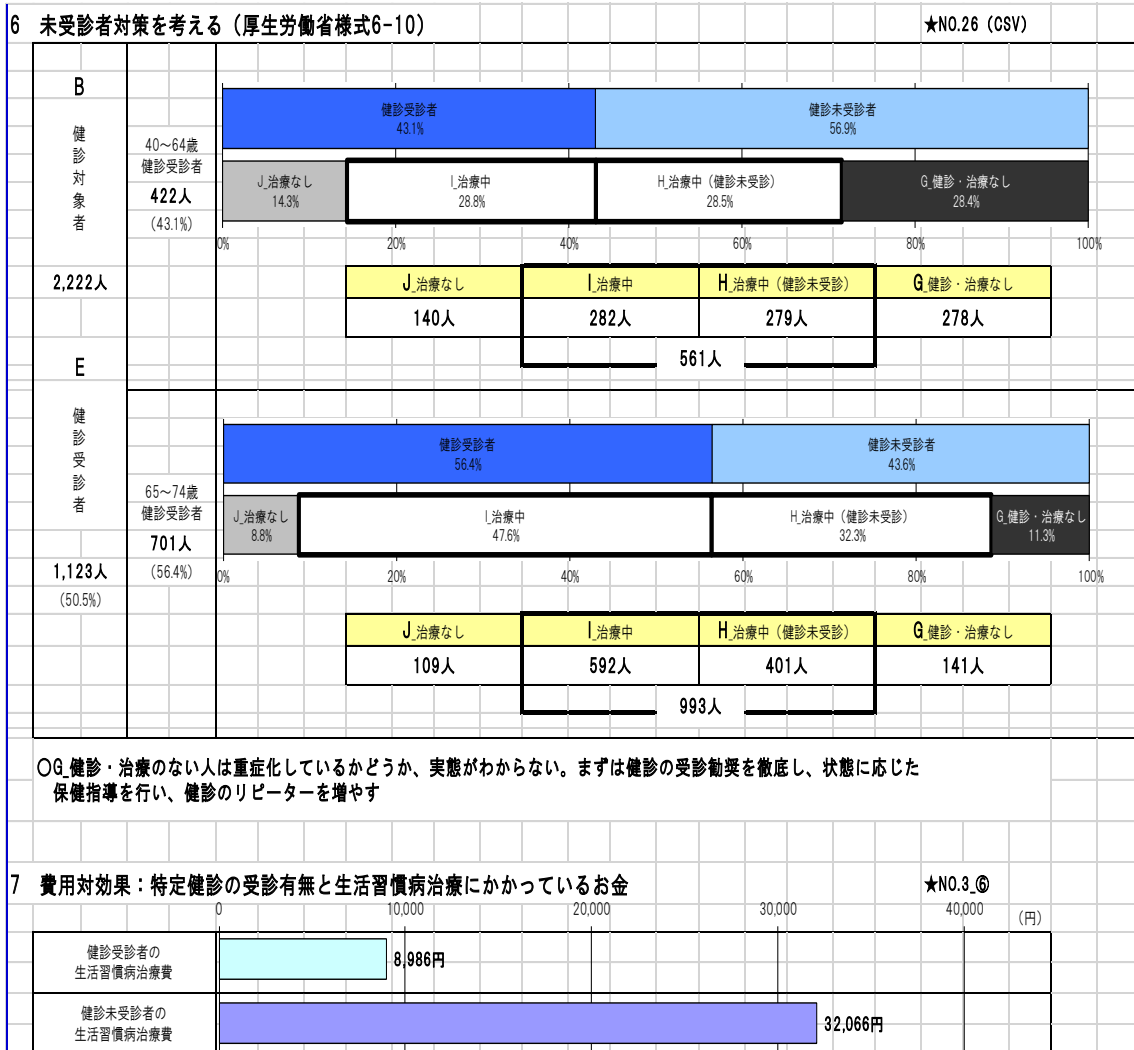 6 未受診者対策を考える（厚生労働省様式6-10）
★NO.26（CSV）
B
健診対象者
2,222人
E
健診受診者
1,123人
(50.5%)
40～64歳
健診受診者
422人
(43.1%)
健診受診者
43.1%
健診未受診者
56.9%
J_治療なし
14.3%
I_治療中
28.8%
H_治療中（健診未受診）
28.5%
G_健診・治療なし
28.4%
0% 20% 40% 60% 80% 100%
J_治療なし I_治療中 H_治療中（健診未受診） G_健診・治療なし
140人 282人 279人 278人
561人
65～74歳
健診受診者
701人
(56.4%)
健診受診者
56.4%
健診未受診者
43.6%
J_治療なし
8.8%
I_治療中
47.6%
H_治療中（健診未受診）
32.3%
G_健診・治療なし
11.3%
0% 20% 40% 60% 80% 100%
J_治療なし I_治療中 H_治療中（健診未受診） G_健診・治療なし
109人 592人 401人 141人
993人
○G_健診・治療のない人は重症化しているかどうか、実態がわからない。まずは健診の受診勧奨を徹底し、状態に応じた
保健指導を行い、健診のリピーターを増やす
7 費用対効果：特定健診の受診有無と生活習慣病治療にかかっているお金
★NO.3_⑥
0 10,000 20,000 30,000 40,000 （円）
健診受診者の
生活習慣病治療費
8,986円
健診未受診者の
生活習慣病治療費
32,066円